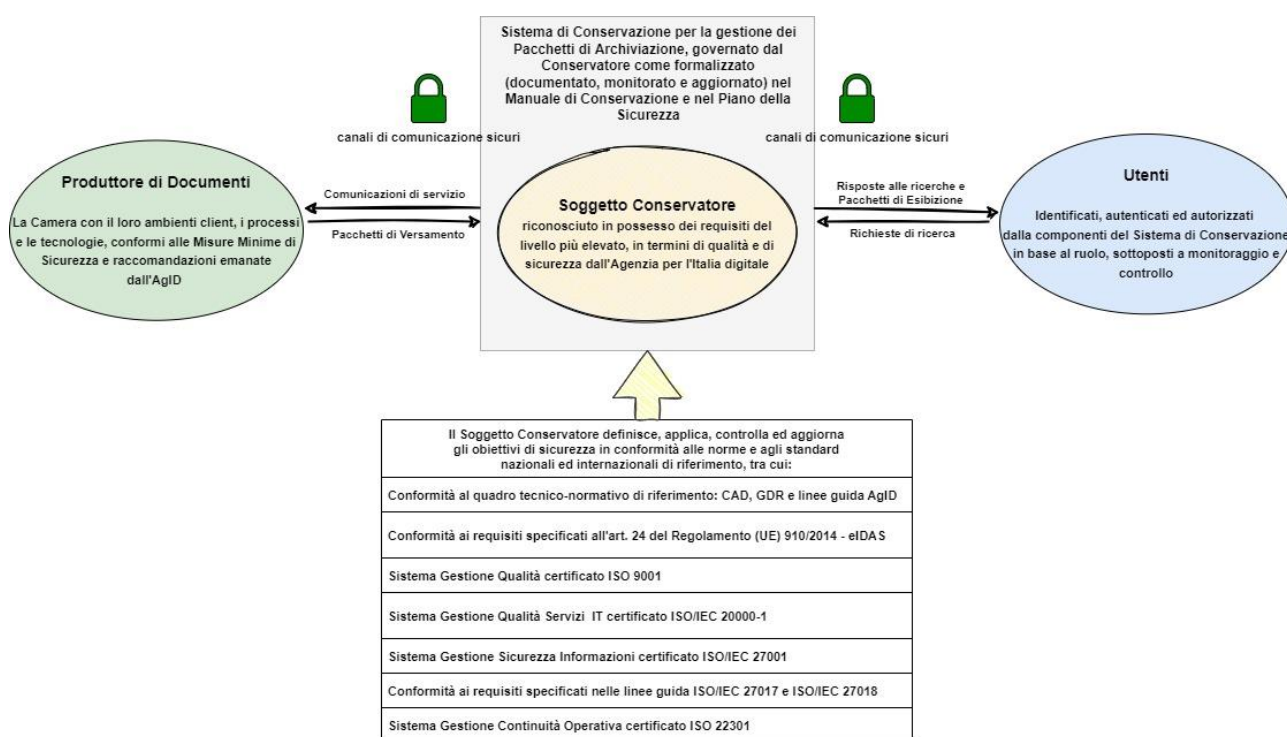 Sistema di Conservazione per la gestione dei
Pacchetti di Archiviazione, governato dal
Conservatore come formalizzato
(documentato, monitorato e aggiornato) nel
Manuale di Conservazione e nel Piano della
Sicurezza
canali di comunicazione sicuri
canali di comunicazione sicuri
Produttore di Documenti
La Camera con il loro ambienti client, i processi
e le tecnologie, conformi alle Misure Minime di
Sicurezza e raccomandazioni emanate
dall'AgID
Comunicazioni di servizio
Pacchetti di Versamento
Soggetto Conservatore
riconosciuto in possesso dei requisiti del
livello più elevato, in termini di qualità e di
sicurezza dall'Agenzia per l'Italia digitale
Risposte alle ricerche e
Pacchetti di Esibizione
Richieste di ricerca
Utenti
Identificati, autenticati ed autorizzati
dalla componenti del Sistema di Conservazione
in base al ruolo, sottoposti a monitoraggio e
controllo
Il Soggetto Conservatore definisce, applica, controlla ed aggiorna
gli obiettivi di sicurezza in conformità alle norme e agli standard
nazionali ed internazionali di riferimento, tra cui:
Conformità al quadro tecnico-normativo di riferimento: CAD, GDR e linee guida AgID
Conformità ai requisiti specificati all'art. 24 del Regolamento (UE) 910/2014 - eIDAS
Sistema Gestione Qualità certificato ISO 9001
Sistema Gestione Qualità Servizi IT certificato ISO/IEC 20000-1
Sistema Gestione Sicurezza Informazioni certificato ISO/IEC 27001
Conformità ai requisiti specificati nelle linee guida ISO/IEC 27017 e ISO/IEC 27018
Sistema Gestione Continuità Operativa certificato ISO 22301